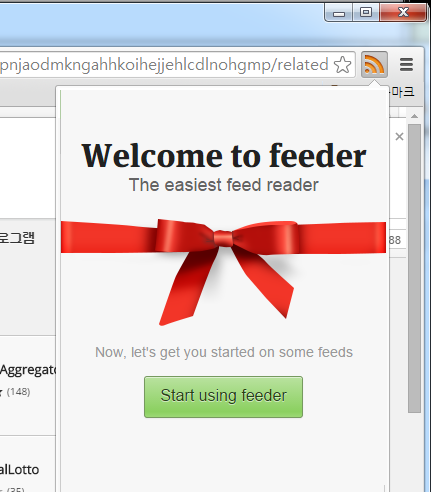 pnjaodmkngahhkoihejjehlcdlnohgmp/related
마크
Welcome to feeder
The easiest feed reader
로그램
88
Now, let's get you started on some feeds
Aggregato
(148)
Start using feeder
alLotto
(35)